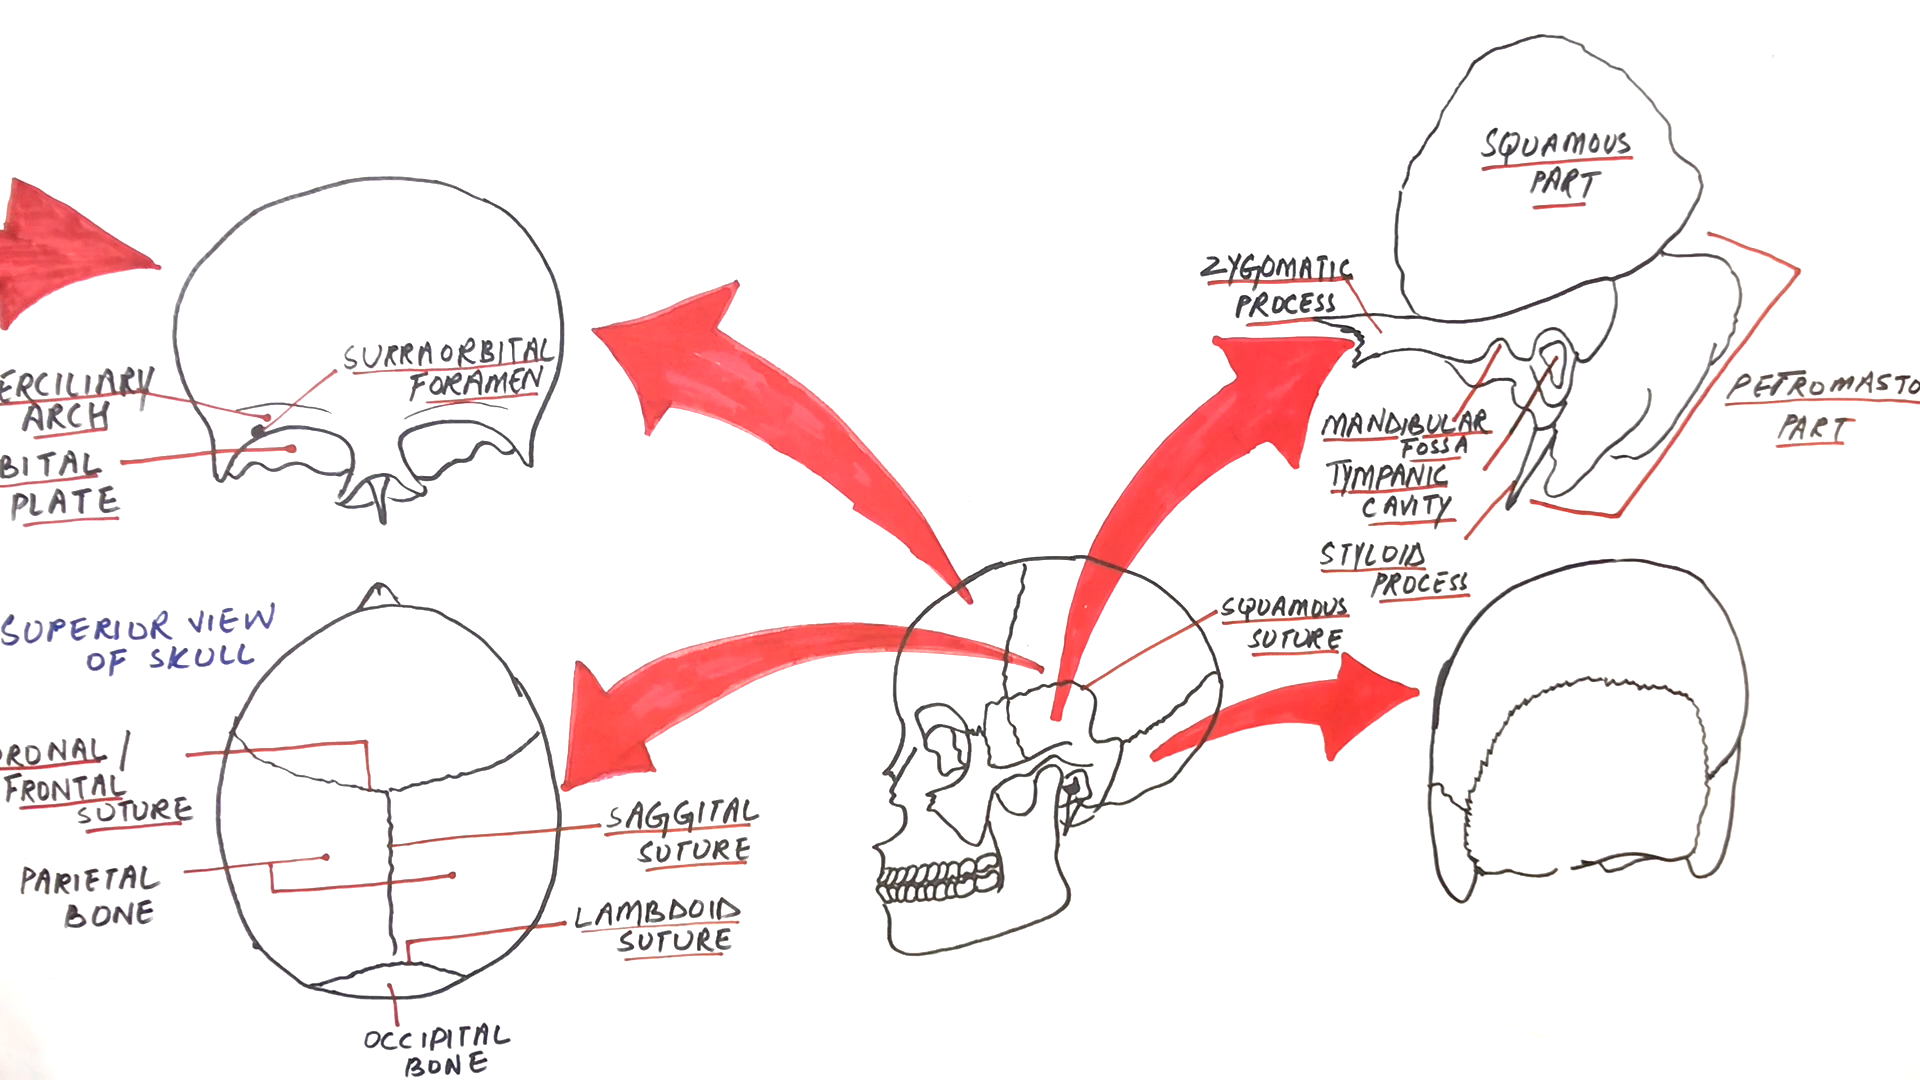 SURRAORBITAL
FORAMEN
ERCILIARY
ARCH
BITAL
PLATE
SUPERIOR VIEW
OF SKULL
ORONAL/
FRONTAL
SUTURE
PARIETAL
BONE
SAGGITAL
SUTURE
LAMBDOID
SUTURE
OCCIPITAL
BONE
SQUAMOUS
PART
ZYGOMATIC
PROCESS
MANDIBULAR
FOSSA
TYMPANIC
CAVITY
STYLOID
PROCESS
PETROMASTO
PART
SQUAMOUS
SUTURE